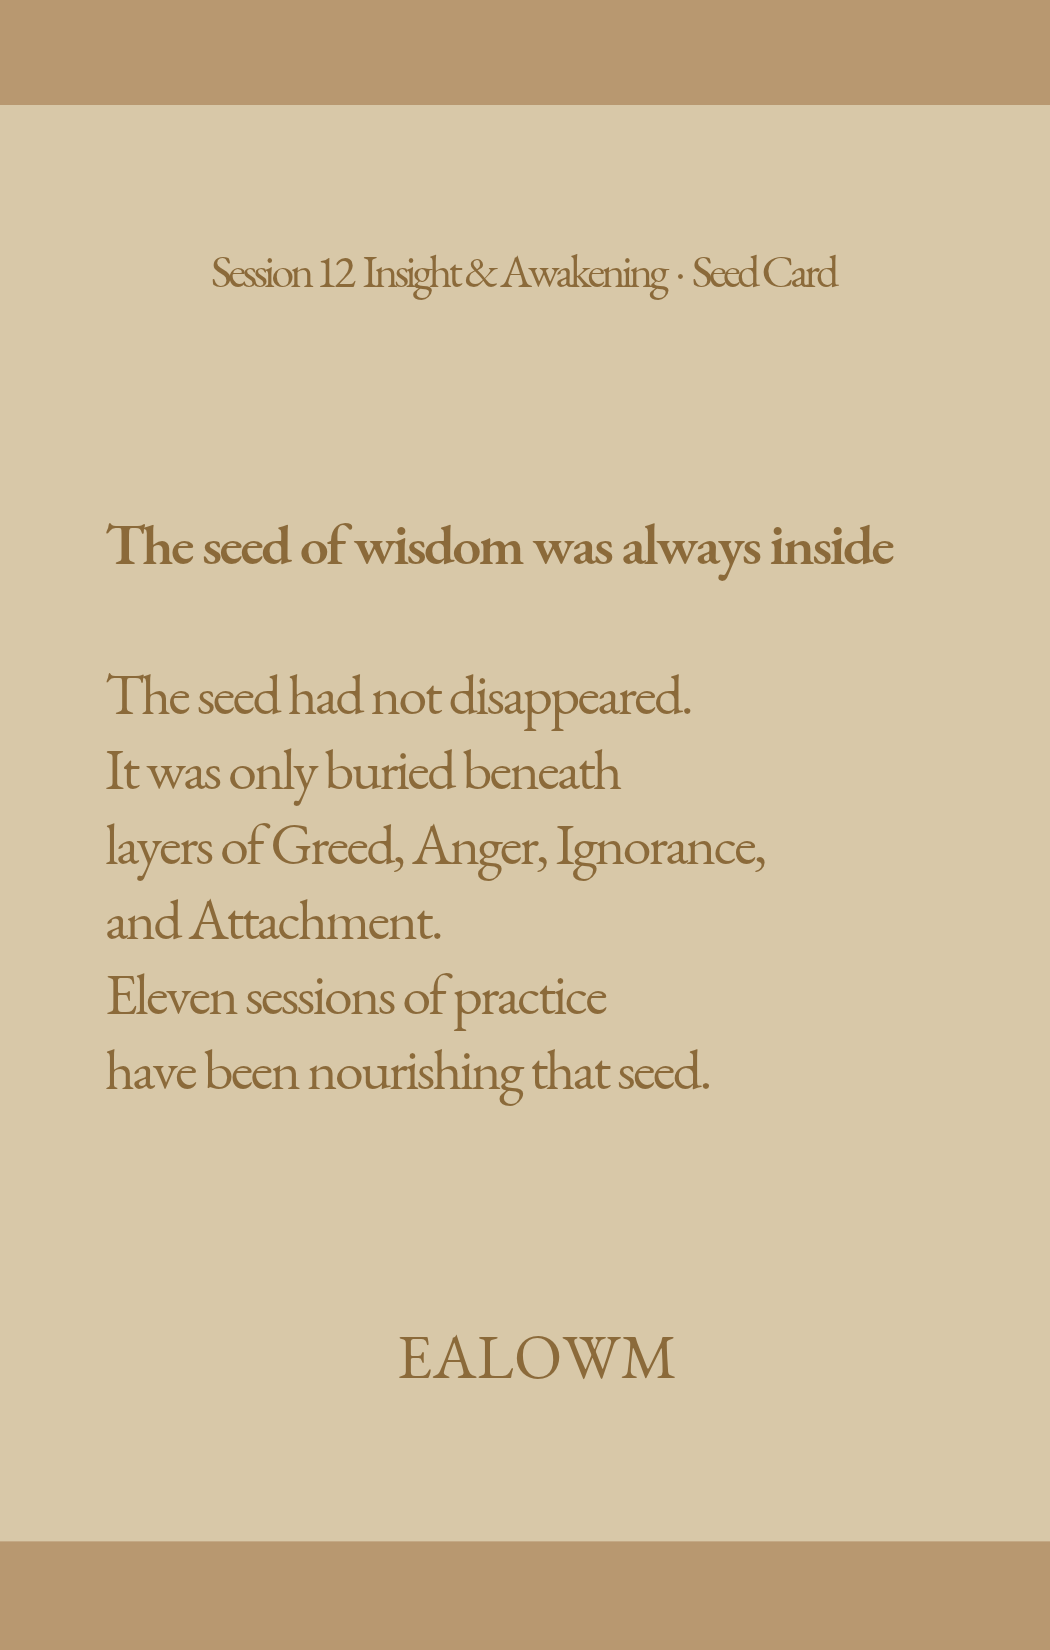 Session 12 Insight & Awakening · Seed Card
The seed of wisdom was always inside
The seed had not disappeared.
It was only buried beneath
layers of Greed, Anger, Ignorance,
and Attachment.
Eleven sessions of practice
have been nourishing that seed.
EALOWM